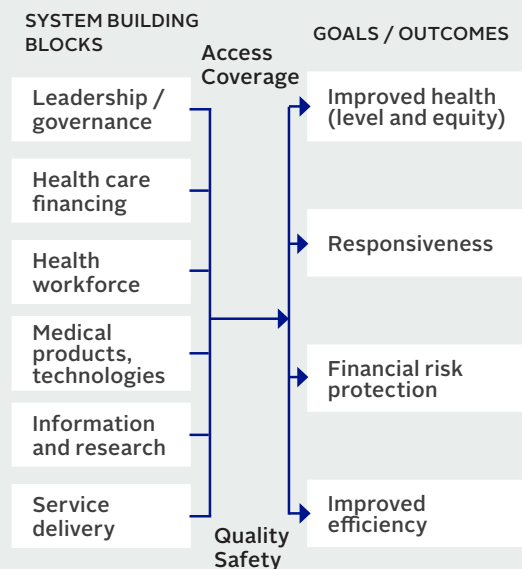 SYSTEM BUILDING
BLOCKS
Leadership /
governance
Health care
financing
Health
workforce
Medical
products,
technologies
Information
and research
Service
delivery
Access
Coverage
Quality
Safety
GOALS / OUTCOMES
Improved health
(level and equity)
Responsiveness
Financial risk
protection
Improved
efficiency